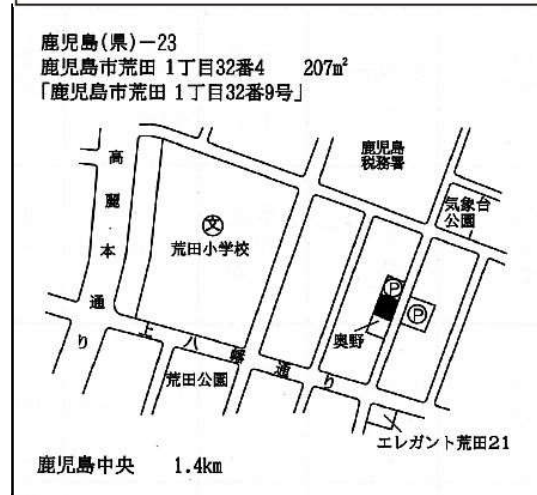 鹿児島(県)-23
鹿児島市荒田 1丁目32番4 207㎡
「鹿児島市荒田 1丁目32番9号」
鹿児島
税務署
高麗本通り
気象台
公園
文
荒田小学校
P
P
奥野
上八幡通り
荒田公園
エレガント荒田21
鹿児島中央 1.4km